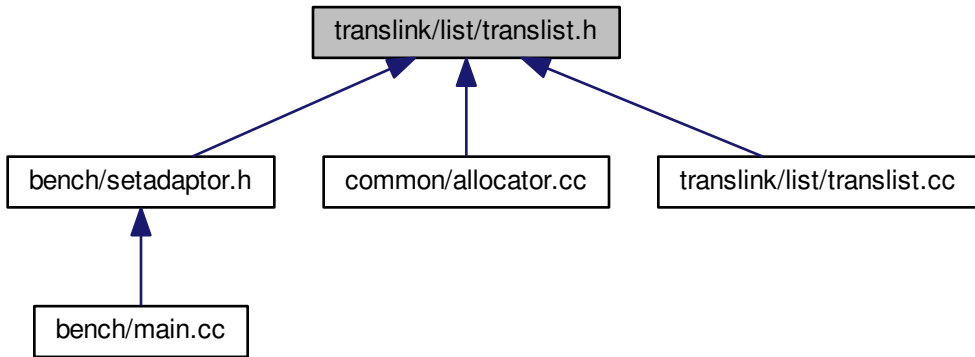 translink/list/translist.h
bench/setadaptor.h
common/allocator.cc
translink/list/translist.cc
bench/main.cc